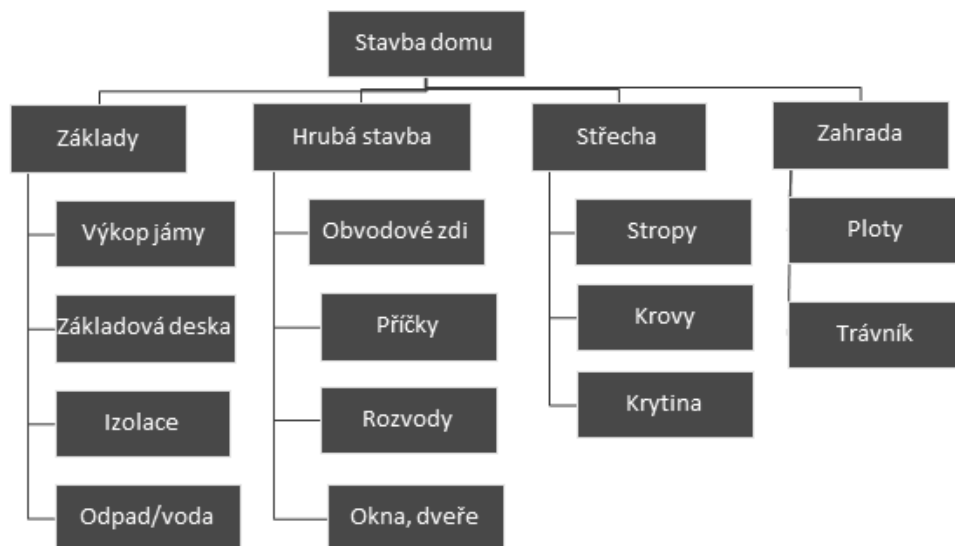 Stavba domu
Základy
Výkop jámy
Základová deska
Izolace
Odpad/voda
Hrubá stavba
Obvodové zdi
Příčky
Rozvody
Okna, dveře
Střecha
Stropy
Krovy
Krytina
Zahrada
Ploty
Trávník